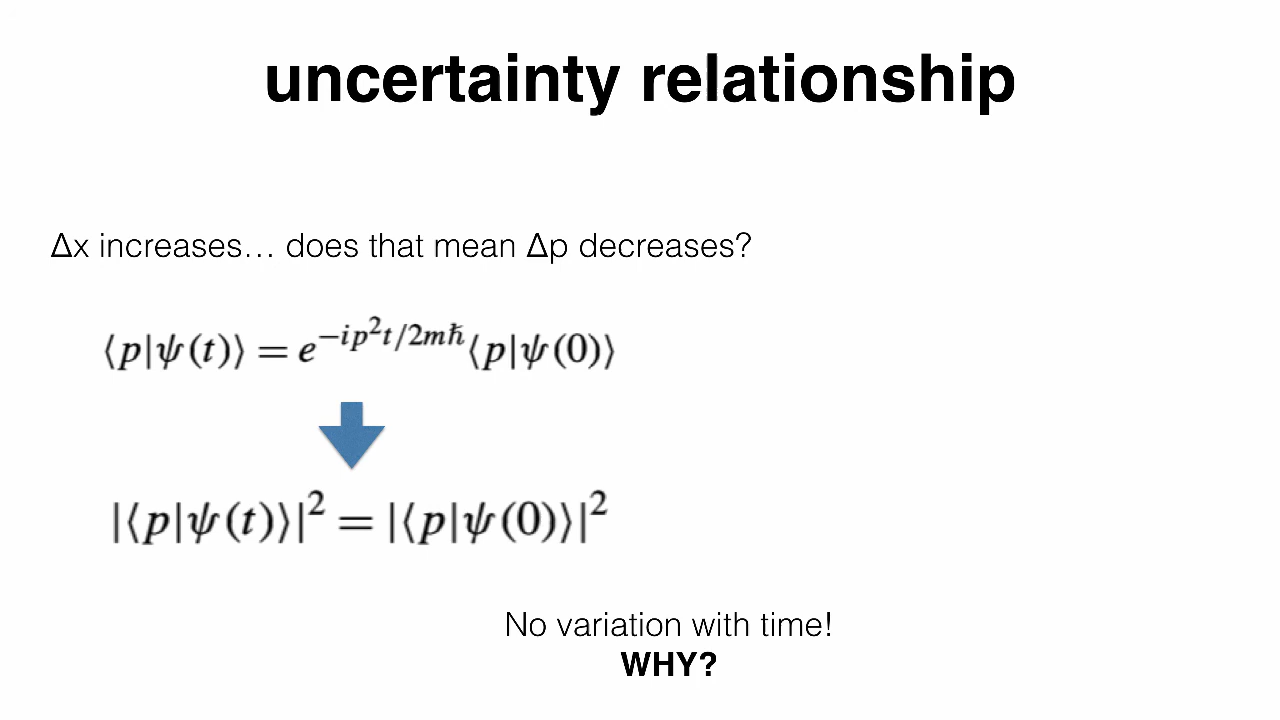 uncertainty relationship
Δx increases… does that mean Δp decreases?
⟨p|ψ(t)⟩ = e^{−ip²t/2mħ}⟨p|ψ(0)⟩
|⟨p|ψ(t)⟩|² = |⟨p|ψ(0)⟩|²
No variation with time!
WHY?